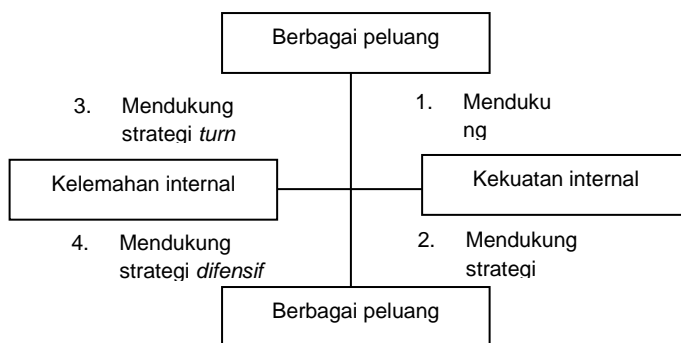 Berbagai peluang
3. Mendukung
strategi turn
1. Menduku
ng
Kelemahan internal
Kekuatan internal
4. Mendukung
strategi difensif
2. Mendukung
strategi
Berbagai peluang